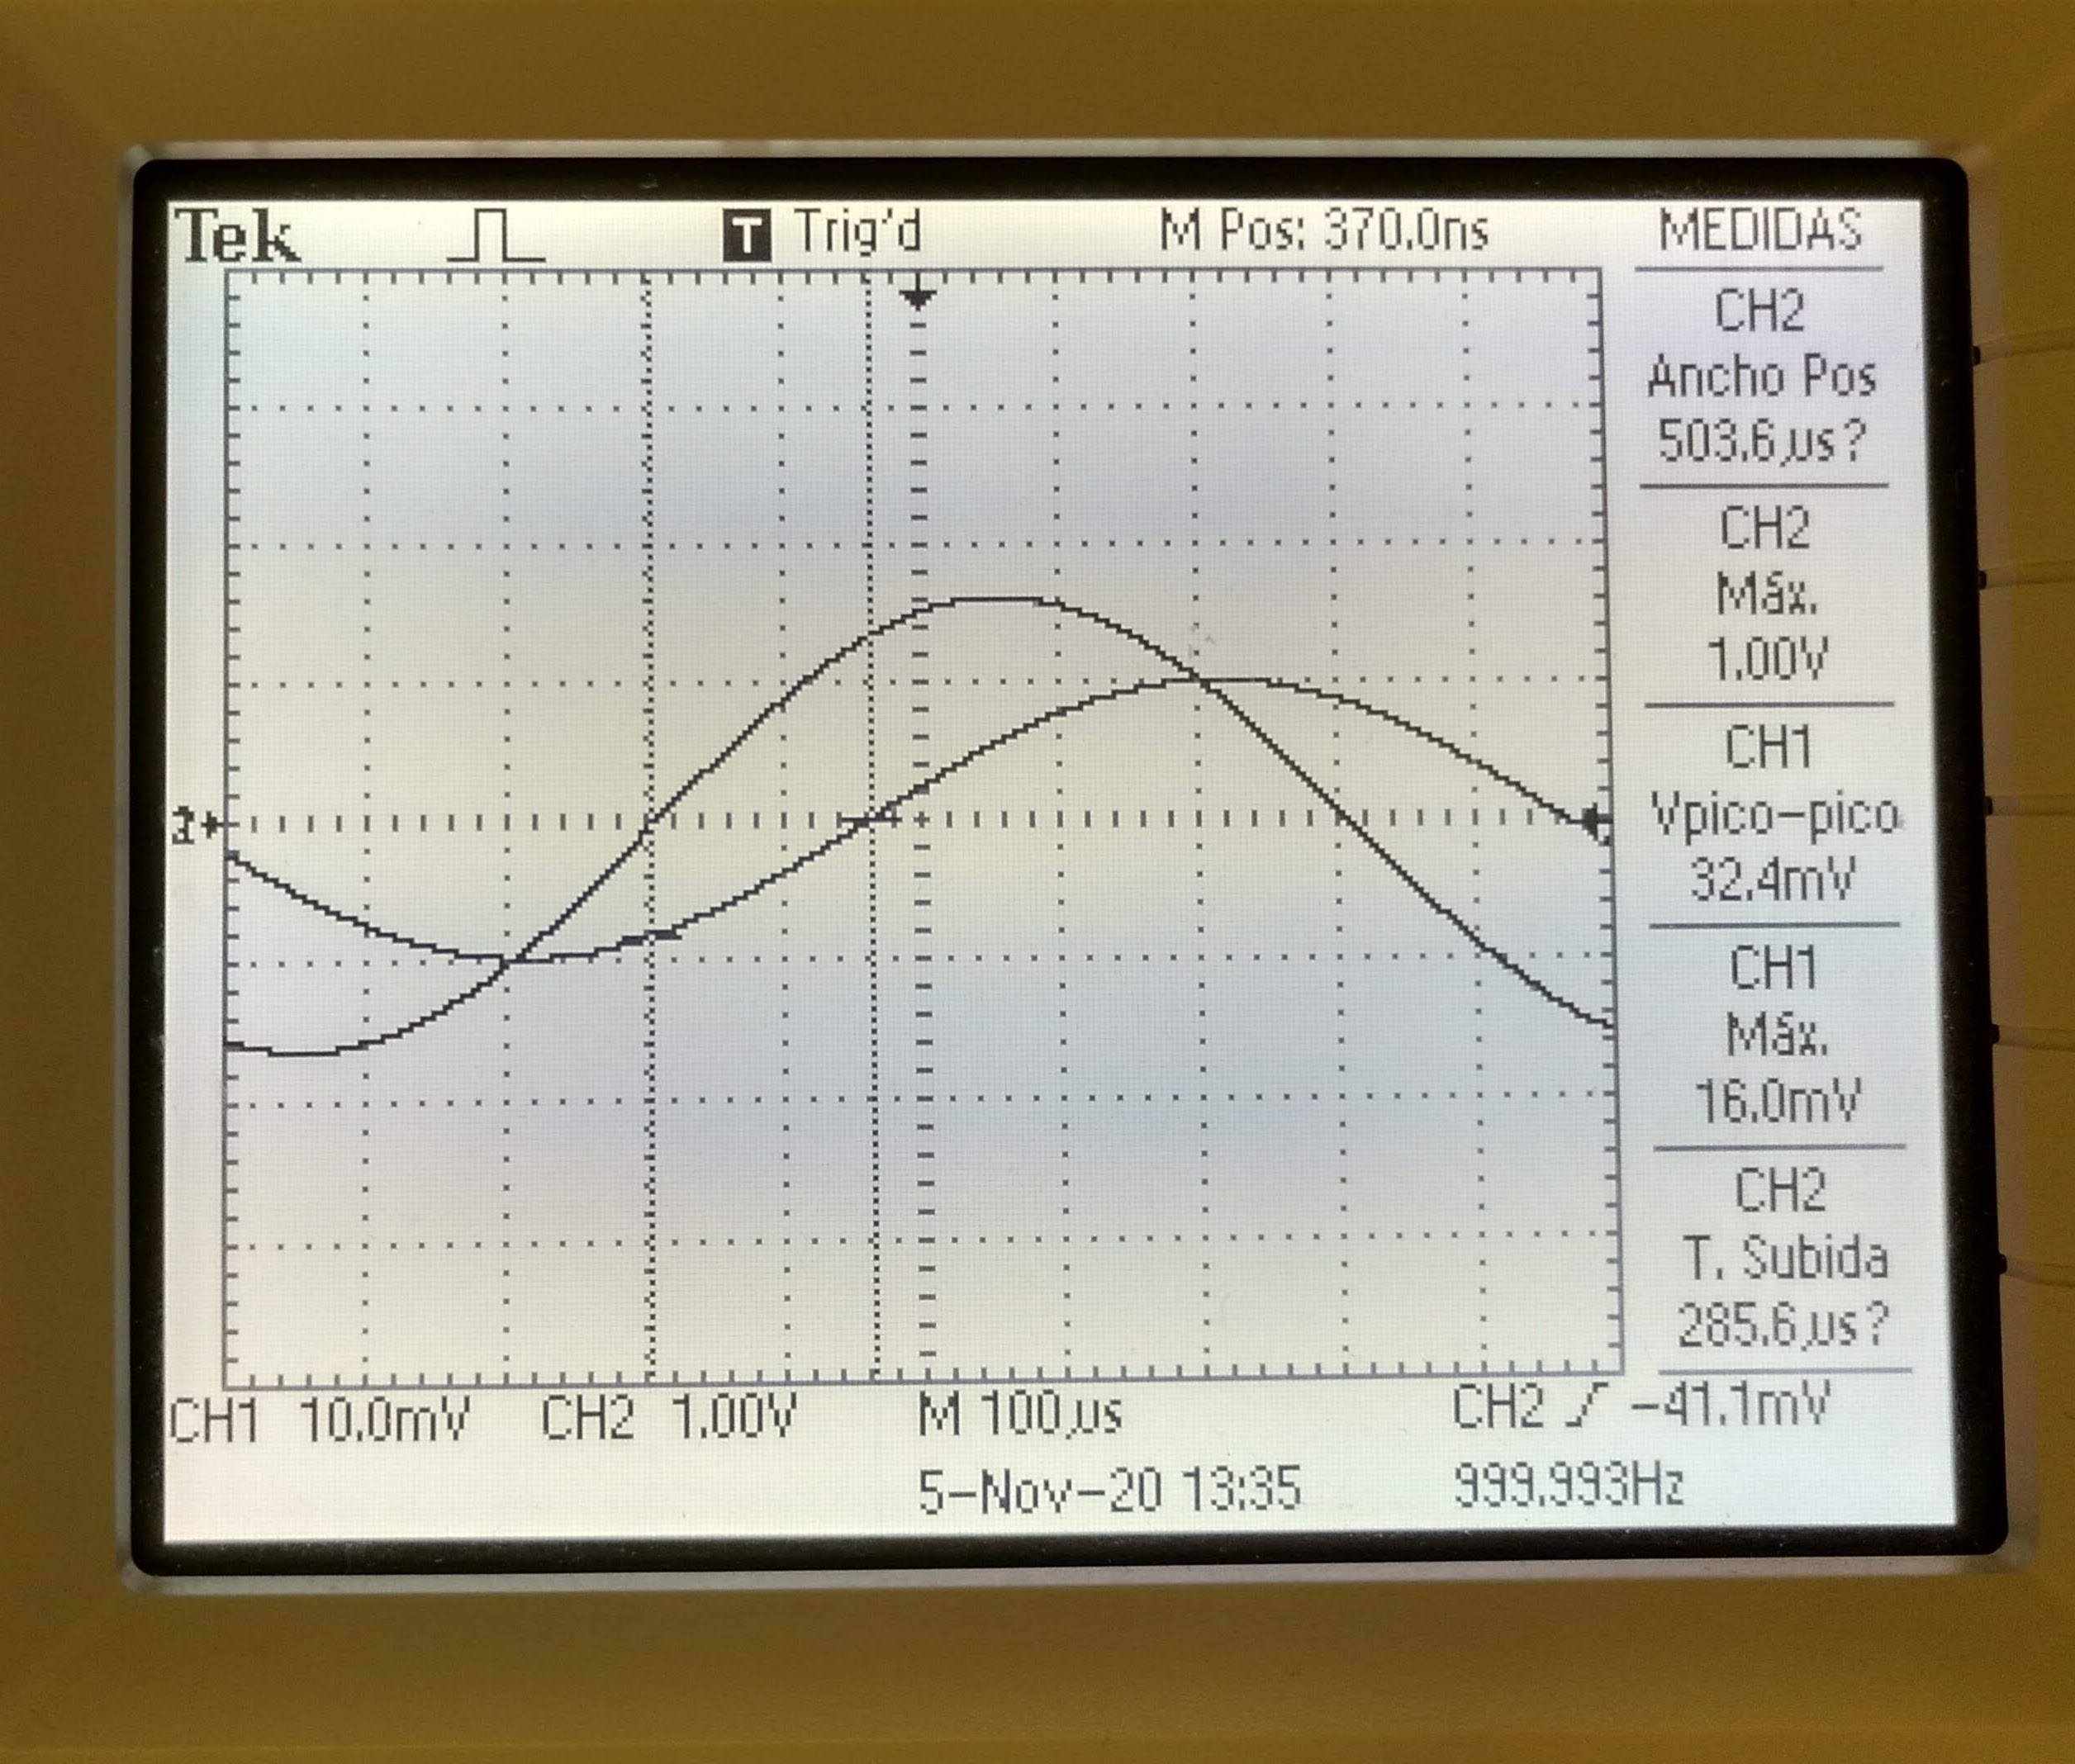 Tek T Trig'd M Pos: 370.0ns MEDIDAS
CH2
Ancho Pos
503.6µs?
CH2
Máx.
1.00V
CH1
Vpico-pico
32.4mV
CH1
Máx.
16.0mV
CH2
T. Subida
285.6µs?
CH1 10.0mV CH2 1.00V M 100µs CH2 -41.1mV
5-Nov-20 13:35 999.993Hz